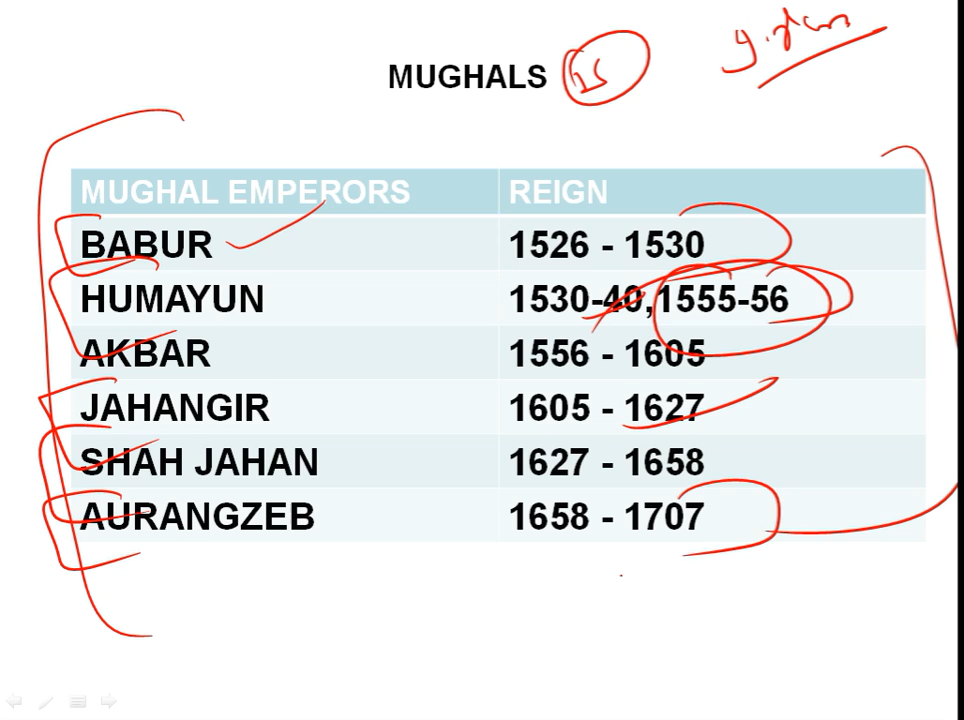 MUGHALS 15
MUGHAL EMPERORS REIGN
BABUR 1526 - 1530
HUMAYUN 1530-40,1555-56
AKBAR 1556 - 1605
JAHANGIR 1605 - 1627
SHAH JAHAN 1627 - 1658
AURANGZEB 1658 - 1707